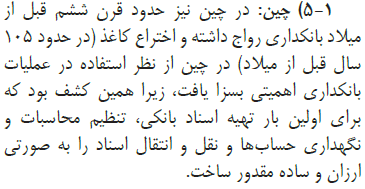 ۵-۱) چین: در چین نیز حدود قرن ششم قبل از
میلاد بانکداری رواج داشته و اختراع کاغذ (در حدود ۱۰۵
سال قبل از میلاد) در چین از نظر استفاده در عملیات
بانکداری اهمیتی بسزا یافت، زیرا همین کشف بود که
برای اولین بار تهیه اسناد بانکی، تنظیم محاسبات و
نگهداری حساب‌ها و نقل و انتقال اسناد را به صورتی
ارزان و ساده مقدور ساخت.